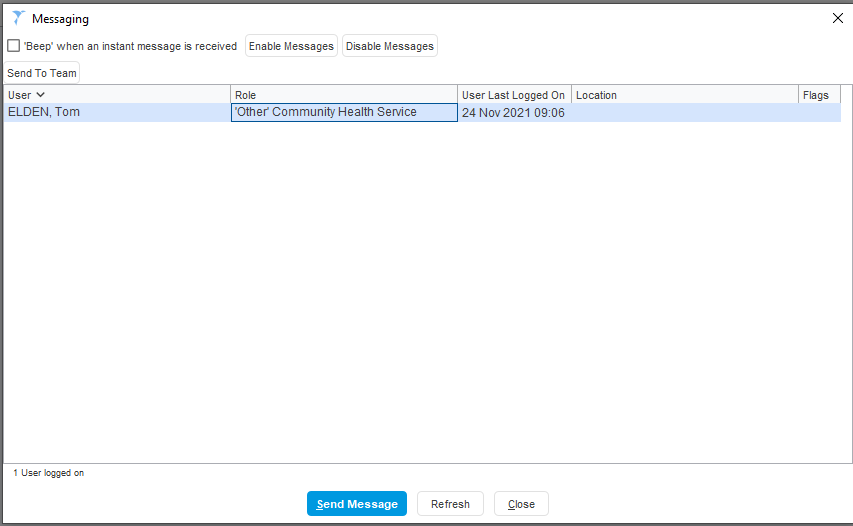 Messaging
'Beep' when an instant message is received Enable Messages Disable Messages
Send To Team
User Role User Last Logged On Location Flags
ELDEN, Tom 'Other' Community Health Service 24 Nov 2021 09:06
1 User logged on
Send Message Refresh Close